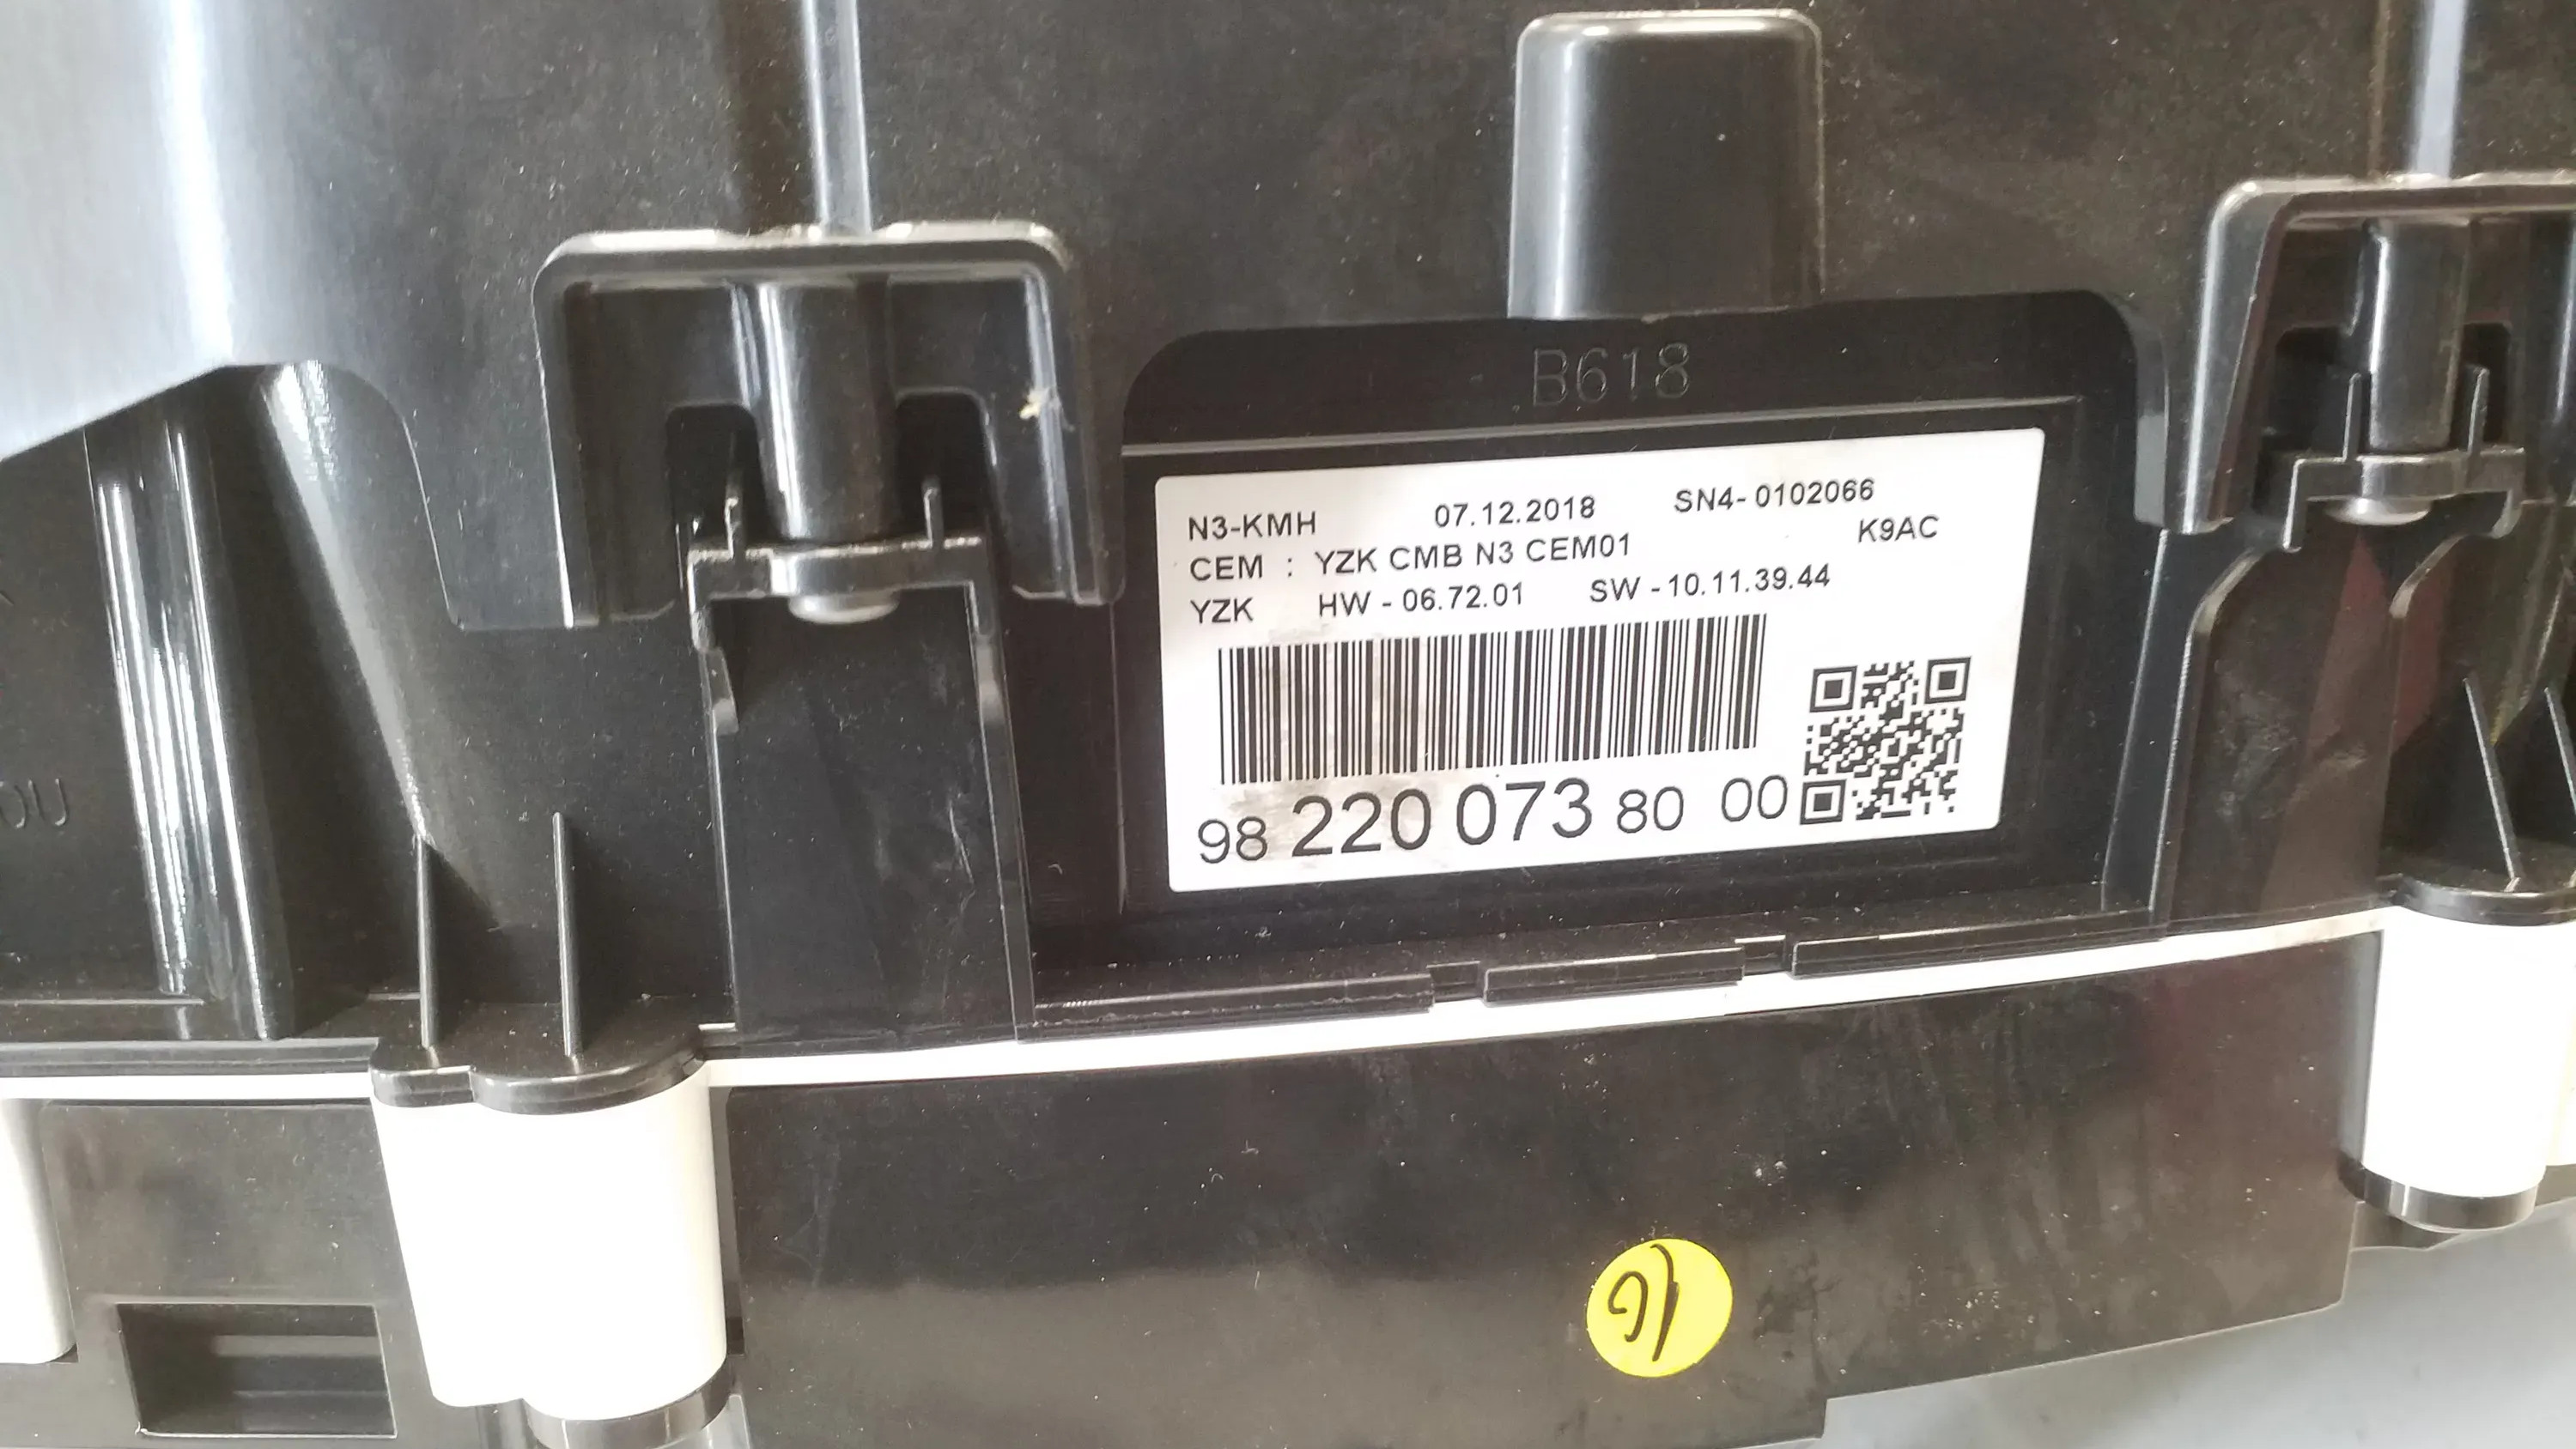 B618
N3-KMH 07.12.2018 SN4-0102066
CEM : YZK CMB N3 CEM01 K9AC
YZK HW - 06.72.01 SW -10.11.39.44
98 220 073 80 00